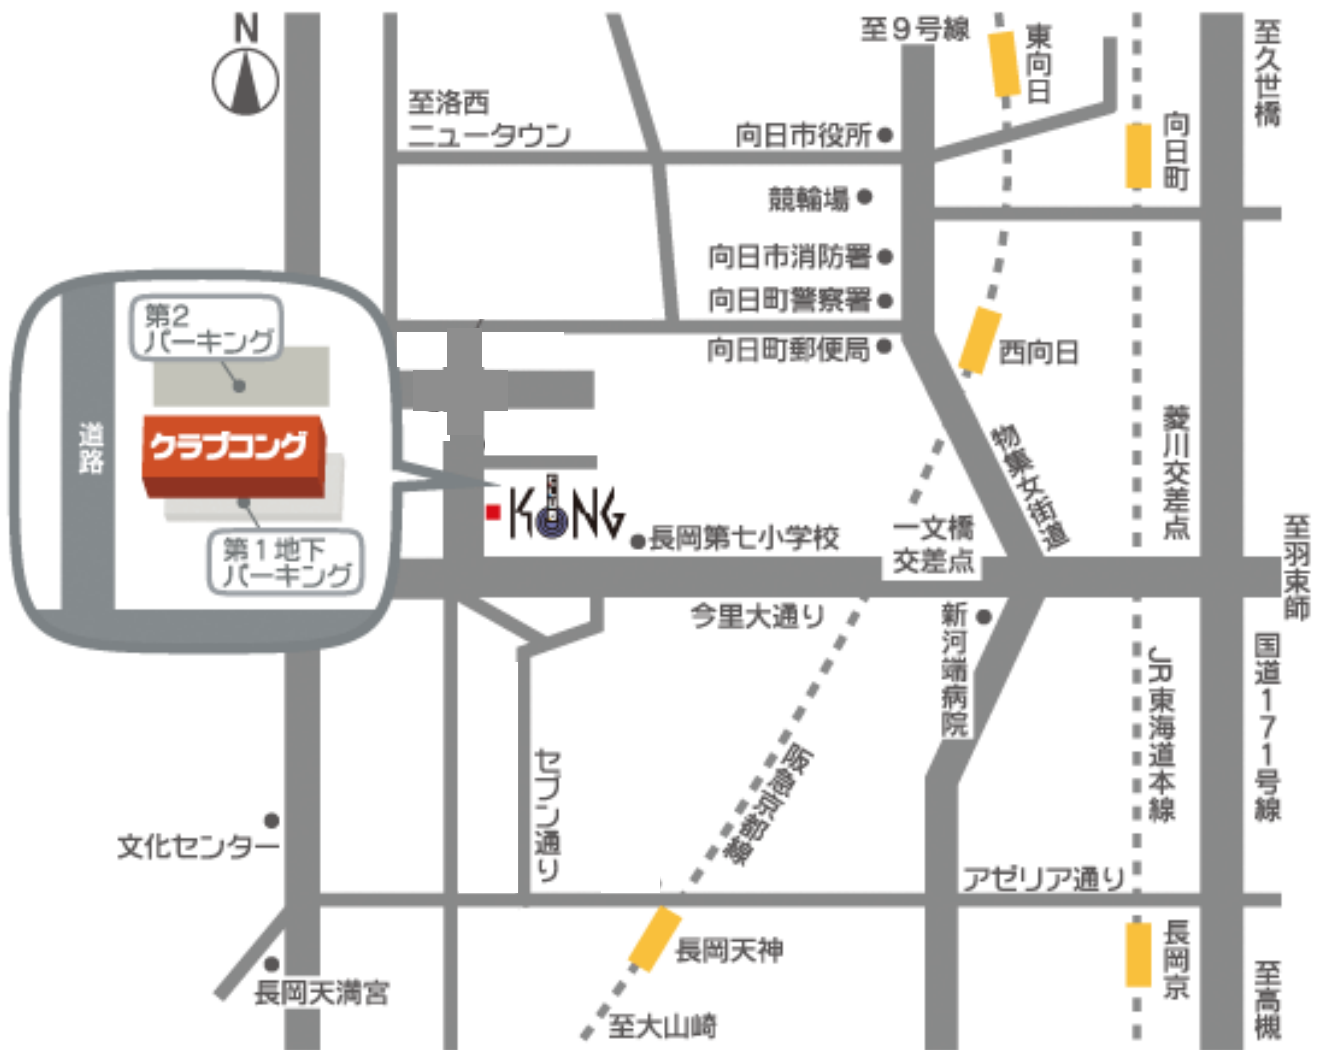 N
至９号線
東向日
至久世橋
至洛西
ニュータウン
向日市役所
向日町
競輪場
向日市消防署
向日町警察署
向日町郵便局
西向日
第2
パーキング
道路
クラブコング
第１地下
パーキング
CLUB
KONG
長岡第七小学校
物集女街道
菱川交差点
一文橋
交差点
至羽束師
今里大通り
新河端病院
国道171号線
JR東海道本線
セブン通り
阪急京都線
文化センター
アゼリア通り
長岡天神
長岡京
長岡天満宮
至大山崎
至高槻